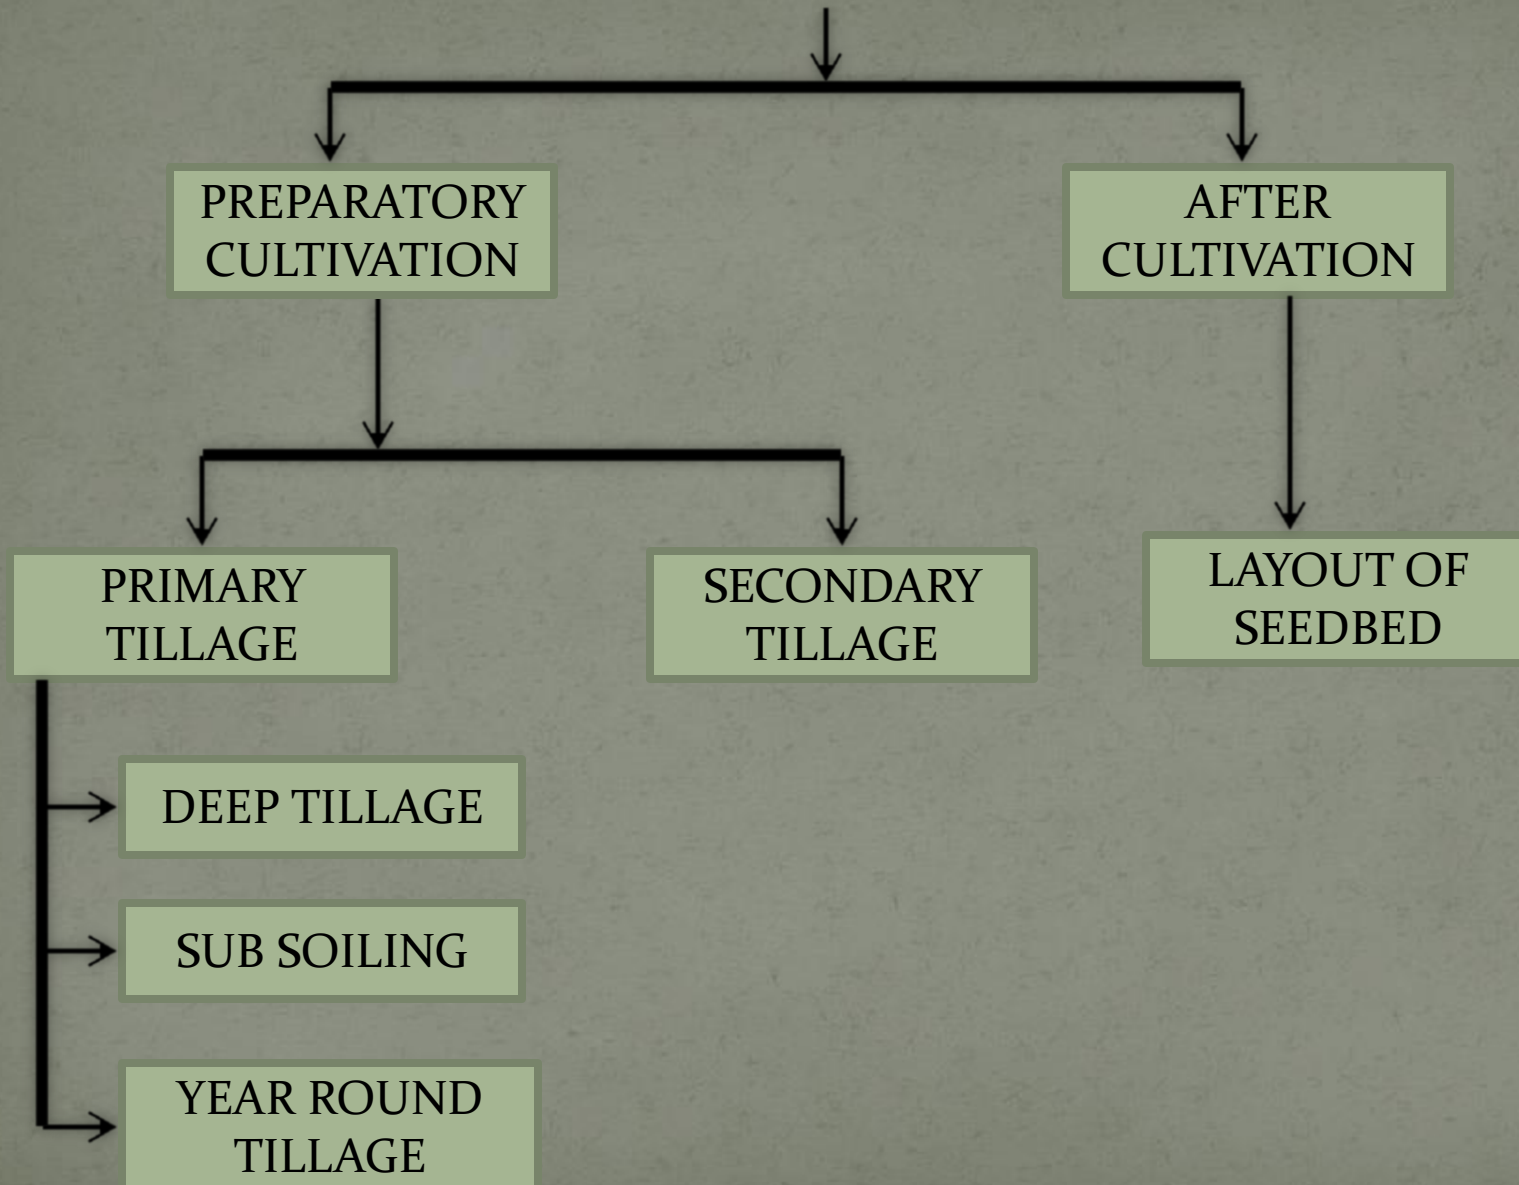 PREPARATORY
CULTIVATION
AFTER
CULTIVATION
PRIMARY
TILLAGE
SECONDARY
TILLAGE
LAYOUT OF
SEEDBED
DEEP TILLAGE
SUB SOILING
YEAR ROUND
TILLAGE